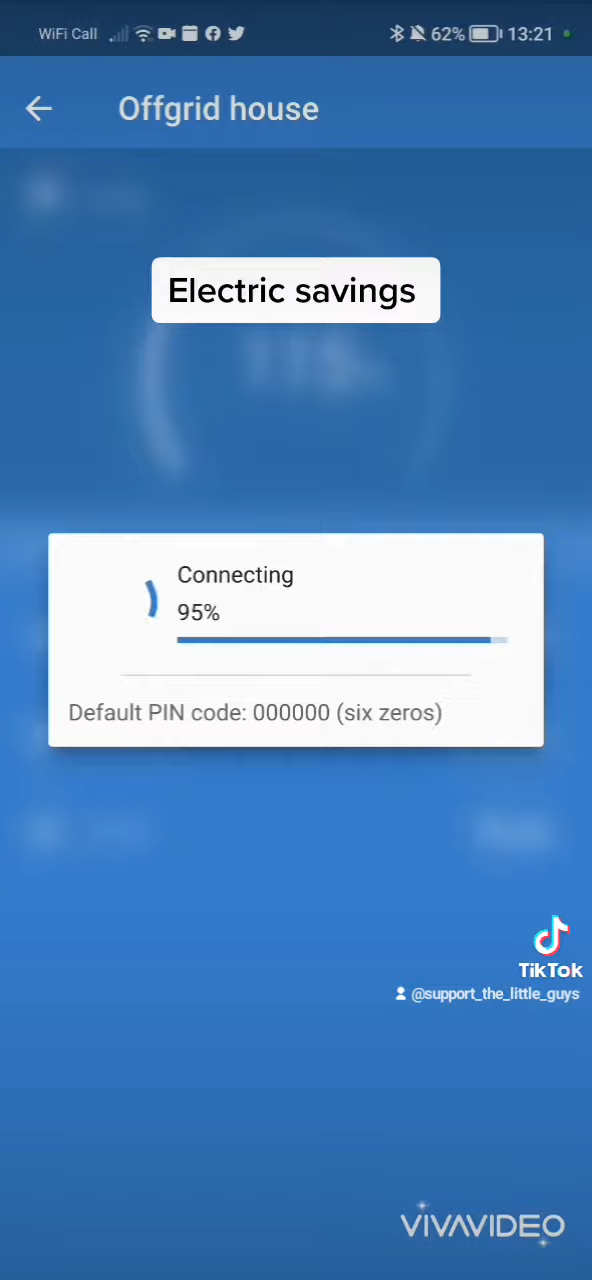 WiFi Call
62%
13:21
Offgrid house
Electric savings
Connecting
95%
Default PIN code: 000000 (six zeros)
TikTok
@support_the_little_guys
VIVAVIDEO